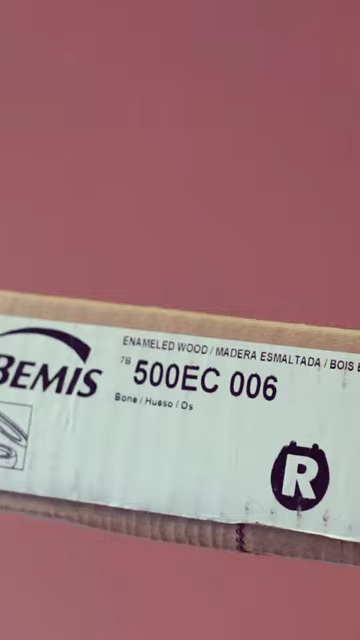 BEMIS
ENAMELED WOOD / MADERA ESMALTADA / BOIS
7B 500EC 006
Bone / Hueso / Os
R